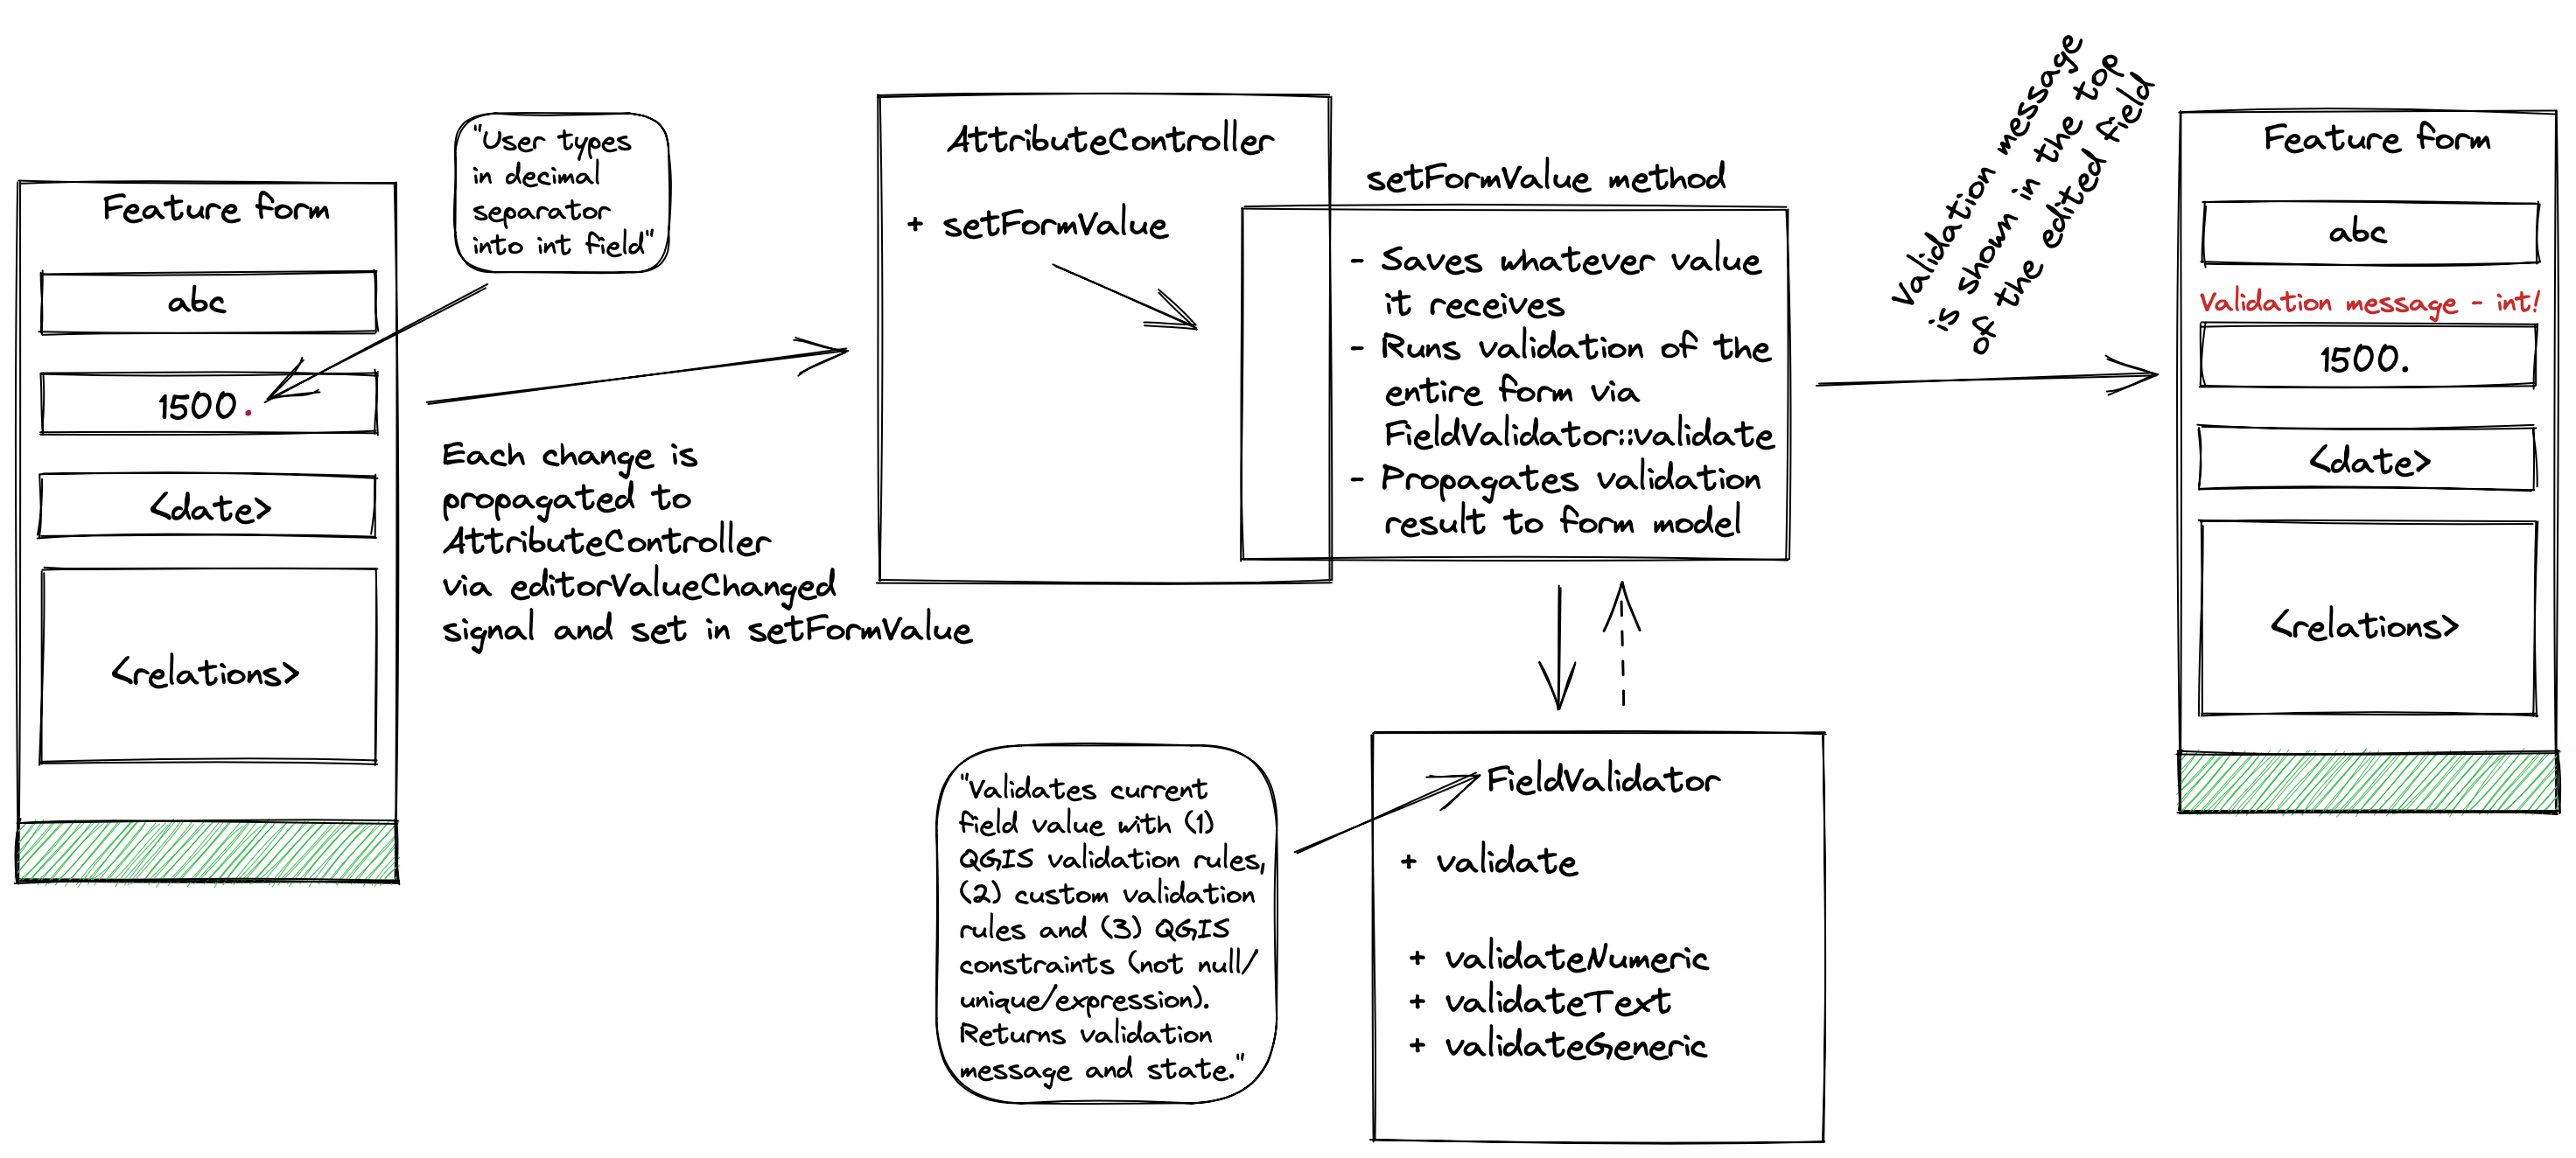 Feature form
abc
1500.
<date>
<relations>
"User types
in decimal
separator
into int field"
Each change is
propagated to
AttributeController
via editorValueChanged
signal and set in setFormValue
AttributeController
+ setFormValue
setFormValue method
- Saves whatever value
it receives
- Runs validation of the
entire form via
FieldValidator::validate
- Propagates validation
result to form model
"Validates current
field value with (1)
QGIS validation rules,
(2) custom validation
rules and (3) QGIS
constraints (not null/
unique/expression).
Returns validation
message and state."
FieldValidator
+ validate
+ validateNumeric
+ validateText
+ validateGeneric
Validation message
is shown in the top
of the edited field
Feature form
abc
Validation message - int!
1500.
<date>
<relations>